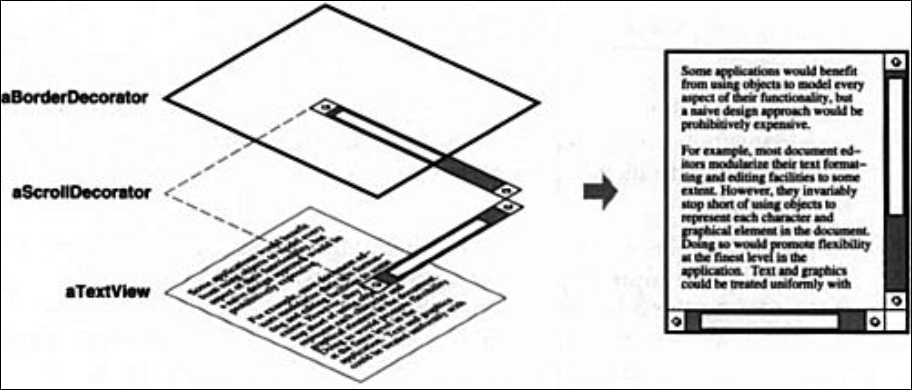 aBorderDecorator
aScrollDecorator
aTextView
Some applications would benefit
from using objects to model every
aspect of their functionality, but
a naive design approach would be
prohibitively expensive.
For example, most document ed-
itors modularize their text format-
ting and editing facilities to some
extent. However, they invariably
stop short of using objects to
represent each character and
graphical element in the document.
Doing so would promote flexibility
at the finest level in the
application. Text and graphics
could be treated uniformly with